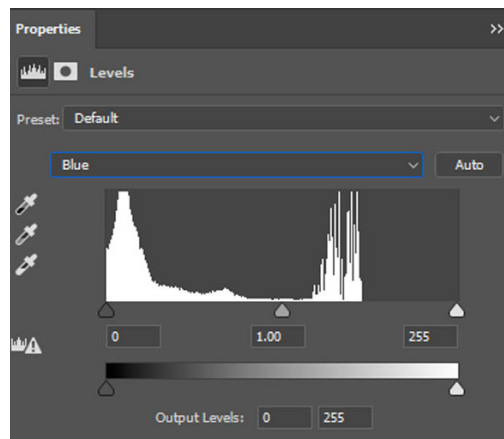 Properties
Levels
Preset: Default
Blue Auto
0 1.00 255
Output Levels: 0 255